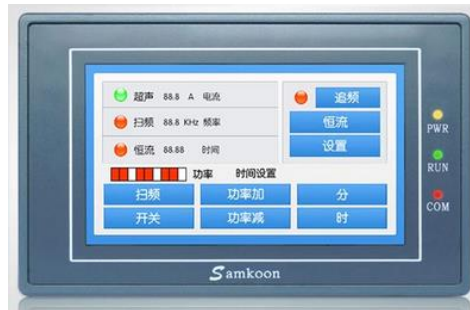 超声 88.8 A 电流
追频
扫频 88.8 KHz 频率
恒流
恒流 88.88 时间
设置
功率 时间设置
扫频 功率加 分
开关 功率减 时
PWR
RUN
COM
Samkoon